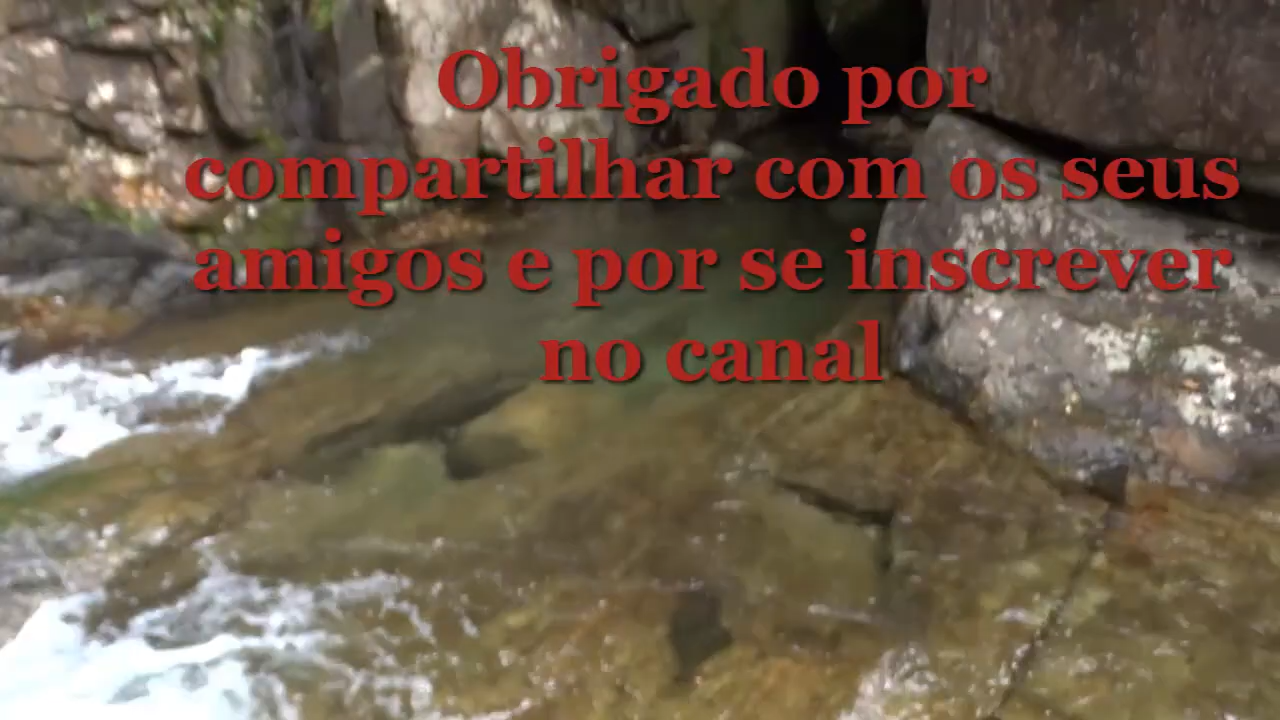 Obrigado por
compartilhar com os seus
amigos e por se inscrever
no canal